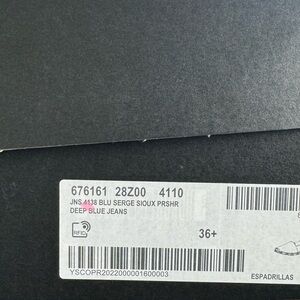 676161 28Z00 4110
JNS 4138 BLU SERGE SIOUX PRSHR
DEEP BLUE JEANS
RFID
36+
ESPADRILLAS
YSCOPR2022000001600003